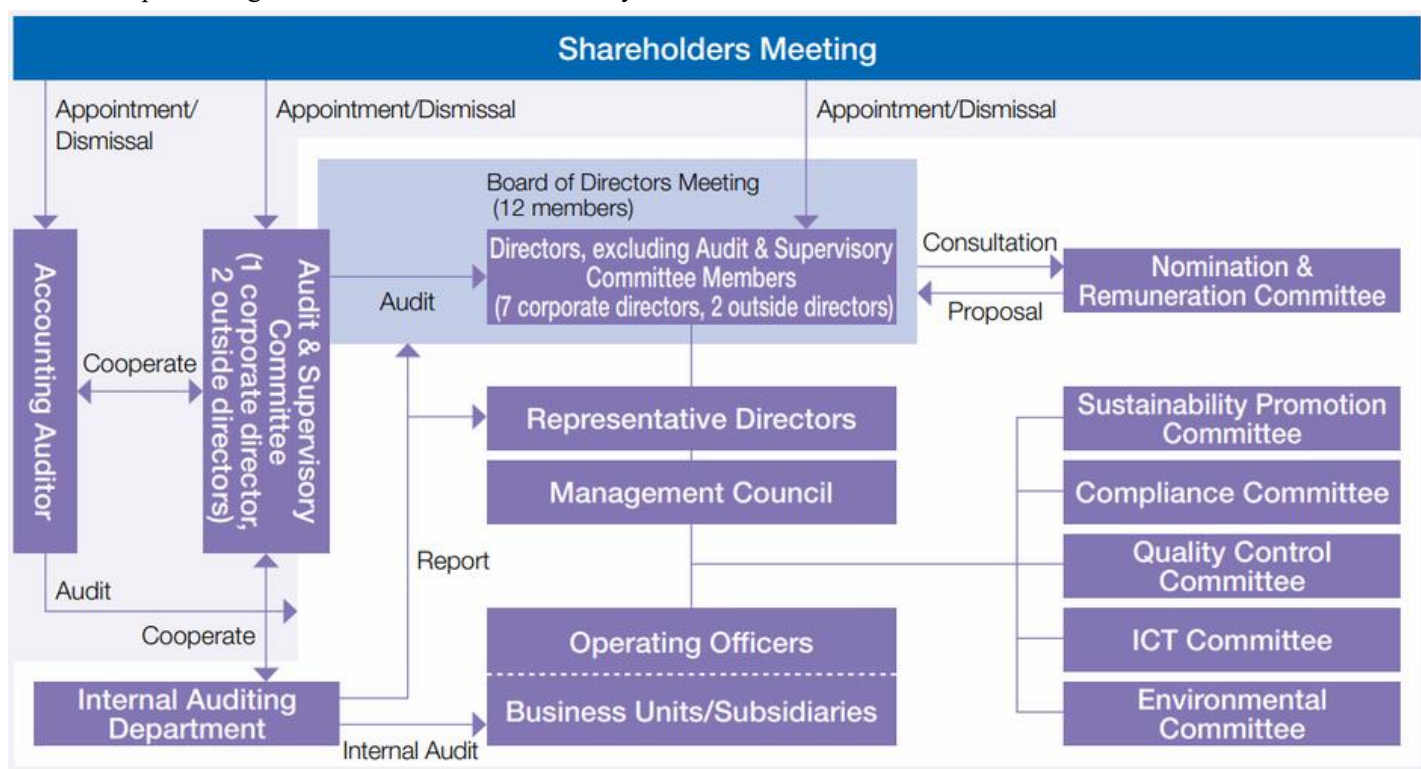 Shareholders Meeting
Appointment/
Dismissal
Appointment/Dismissal
Appointment/Dismissal
Board of Directors Meeting
(12 members)
Accounting Auditor
Audit & Supervisory
Committee
(1 corporate director,
2 outside directors)
Audit
Directors, excluding Audit & Supervisory
Committee Members
(7 corporate directors, 2 outside directors)
Consultation
Proposal
Nomination &
Remuneration Committee
Cooperate
Representative Directors
Management Council
Sustainability Promotion
Committee
Compliance Committee
Quality Control
Committee
ICT Committee
Environmental
Committee
Report
Audit
Cooperate
Operating Officers
Business Units/Subsidiaries
Internal Auditing
Department
Internal Audit